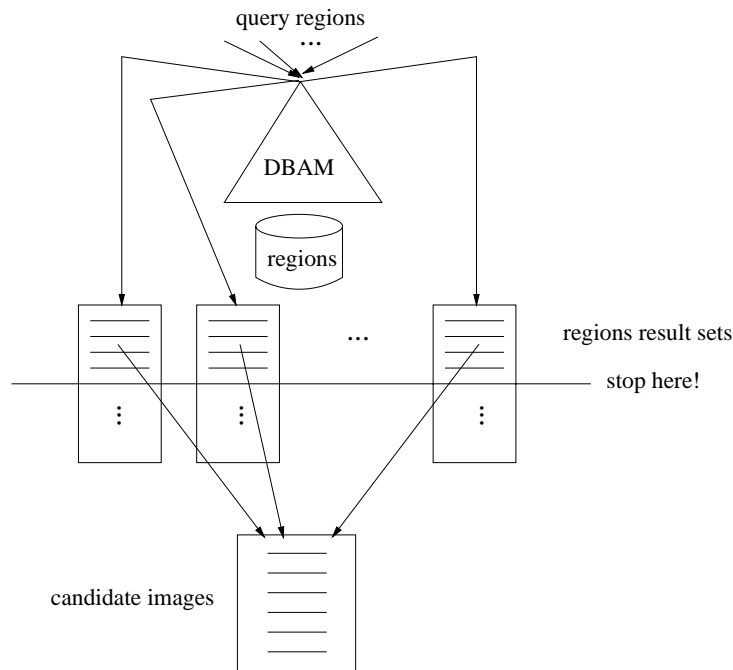 query regions
...
DBAM
regions
...
regions result sets
stop here!
...
...
...
candidate images